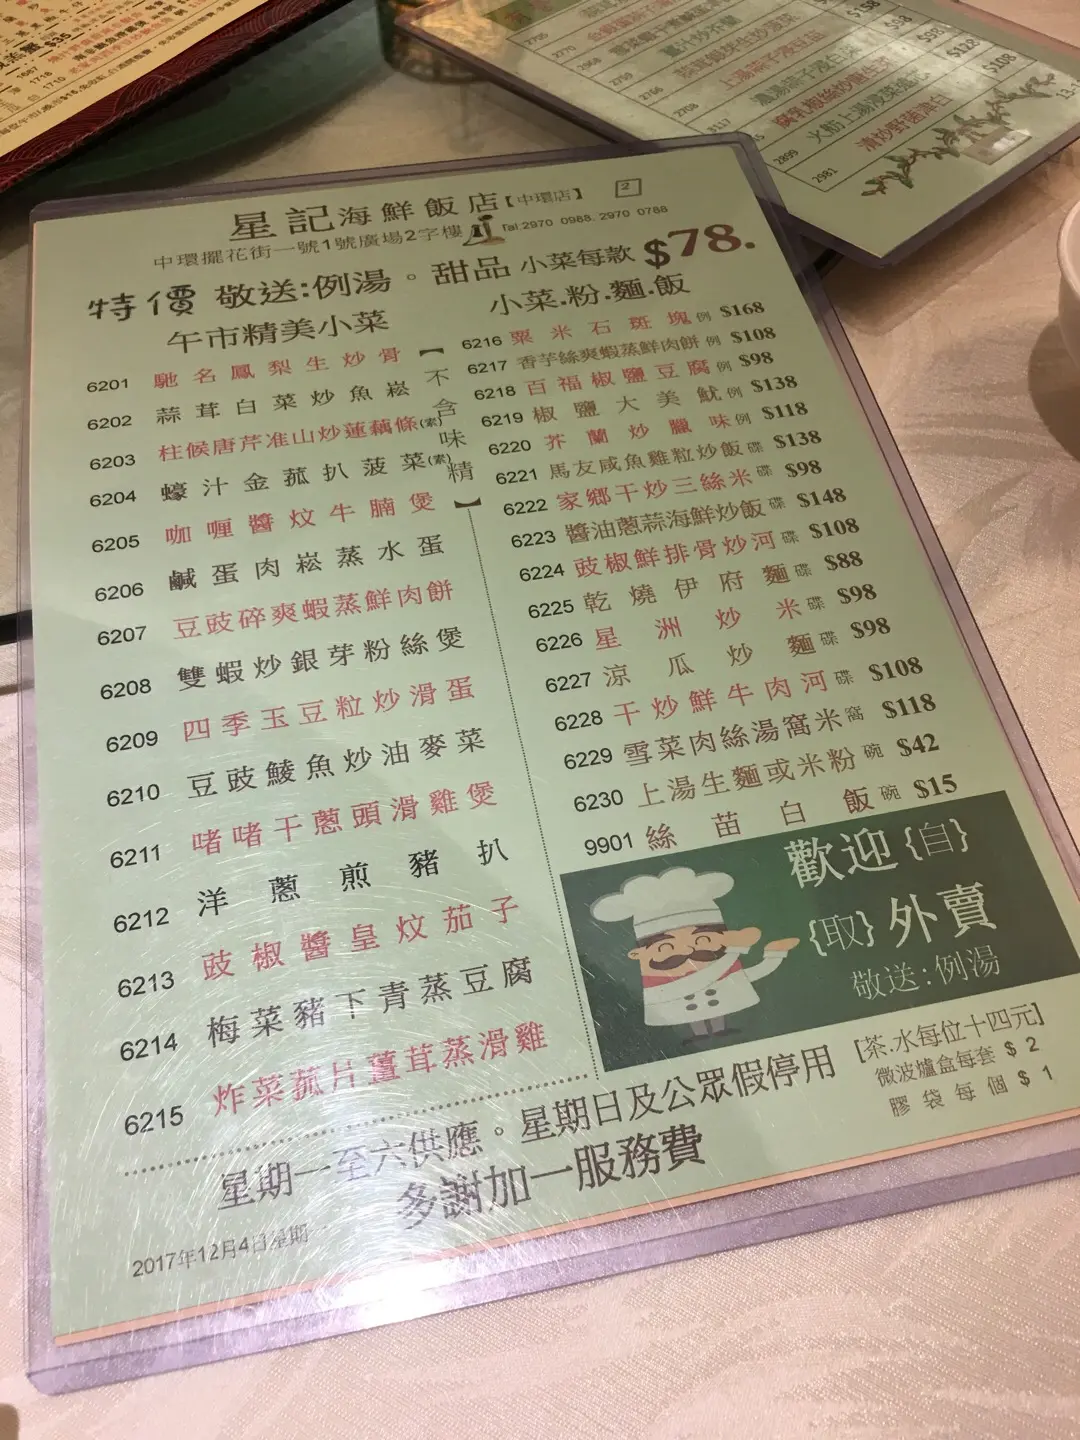 星記海鮮飯店【中環店】 2
中環擺花街一號1號廣場2字樓 Tel:2970 0988. 2970 0788
特價 敬送:例湯。甜品 小菜每款 $78.
午市精美小菜
6201 馳名鳳梨生炒骨
6202 蒜茸白菜炒魚崧
6203 柱候唐芹准山炒蓮藕條(素)
6204 蠔汁金菰扒菠菜(素)
6205 咖喱醬炆牛腩煲
6206 鹹蛋肉崧蒸水蛋
6207 豆豉碎爽蝦蒸鮮肉餅
6208 雙蝦炒銀芽粉絲煲
6209 四季玉豆粒炒滑蛋
6210 豆豉鯪魚炒油麥菜
6211 啫啫干蔥頭滑雞煲
6212 洋蔥煎豬扒
6213 豉椒醬皇炆茄子
6214 梅菜豬下青蒸豆腐
6215 炸菜菰片薑茸蒸滑雞
【不含味精】
小菜.粉.麵.飯
6216 粟米石斑塊 例 $168
6217 香芋絲爽蝦蒸鮮肉餅 例 $108
6218 百福椒鹽豆腐 例 $98
6219 椒鹽大美魷 例 $138
6220 芥蘭炒臘味 例 $118
6221 馬友咸魚雞粒炒飯 碟 $138
6222 家鄉干炒三絲米 碟 $98
6223 醬油蔥蒜海鮮炒飯 碟 $148
6224 豉椒鮮排骨炒河 碟 $108
6225 乾燒伊府麵 碟 $88
6226 星洲炒米 碟 $98
6227 涼瓜炒麵 碟 $98
6228 干炒鮮牛肉河 碟 $108
6229 雪菜肉絲湯窩米 窩 $118
6230 上湯生麵或米粉 碗 $42
9901 絲苗白飯 碗 $15
歡迎{自}
{取}外賣
敬送:例湯
[茶.水每位十四元]
微波爐盒每套 $ 2
膠袋每個 $ 1
星期一至六供應。星期日及公眾假停用
多謝加一服務費
2017年12月4日星期一
2899
2981
$128
$108